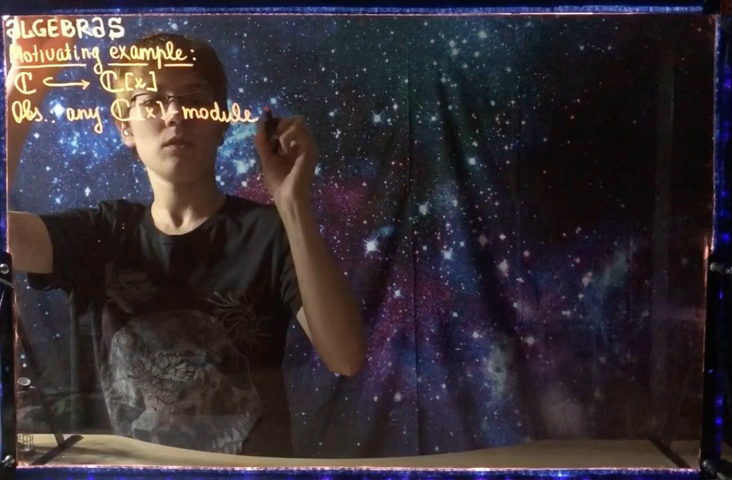 ALGEBRAS
Motivating example:
ℂ ↪ ℂ[x]
Obs.: any ℂ[x]-module